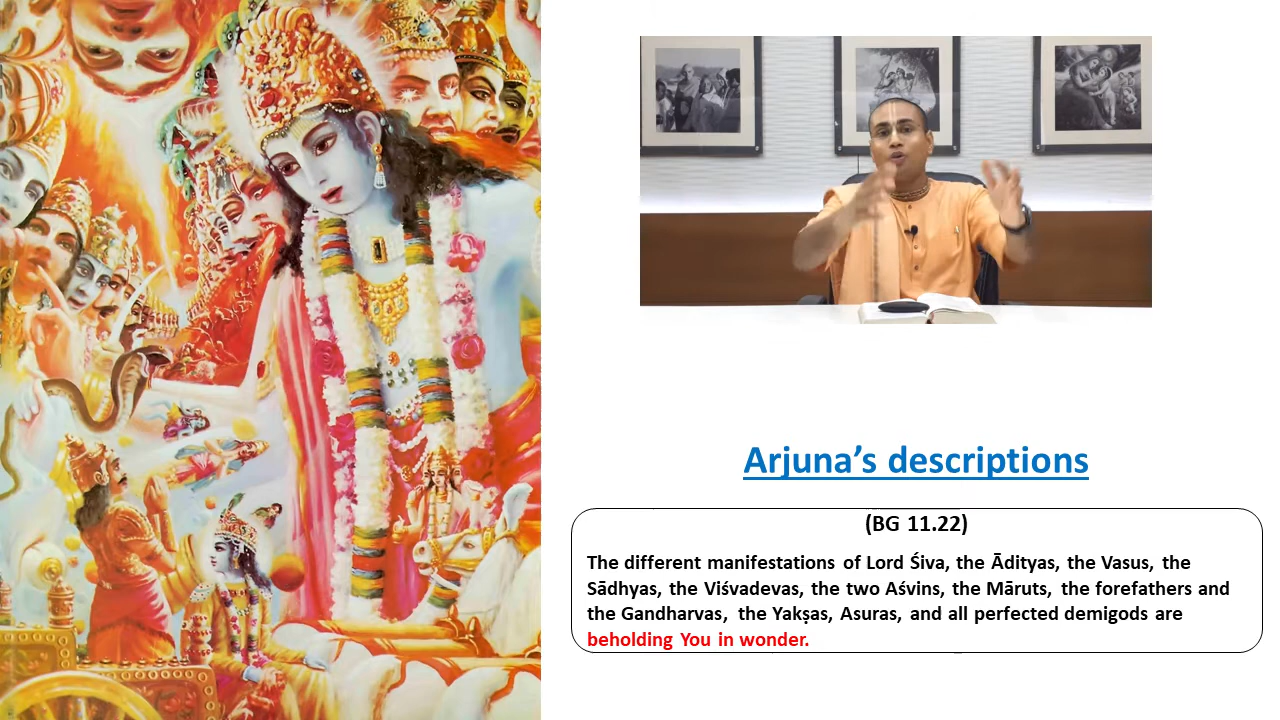 Arjuna’s descriptions
(BG 11.22)
The different manifestations of Lord Śiva, the Ādityas, the Vasus, the
Sādhyas, the Viśvadevas, the two Aśvins, the Māruts, the forefathers and
the Gandharvas, the Yakṣas, Asuras, and all perfected demigods are
beholding You in wonder.